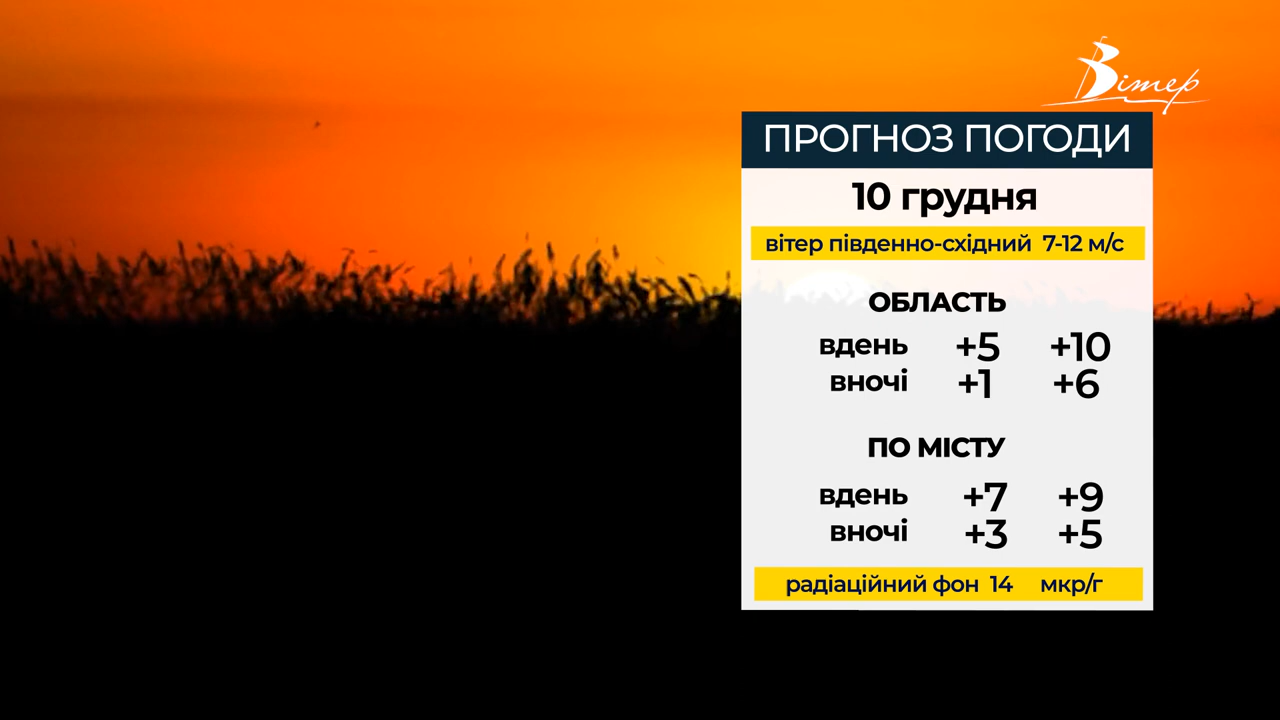 Вітер
ПРОГНОЗ ПОГОДИ
10 грудня
вітер південно-східний 7-12 м/с
ОБЛАСТЬ
вдень +5 +10
вночі +1 +6
ПО МІСТУ
вдень +7 +9
вночі +3 +5
радіаційний фон 14 мкр/г